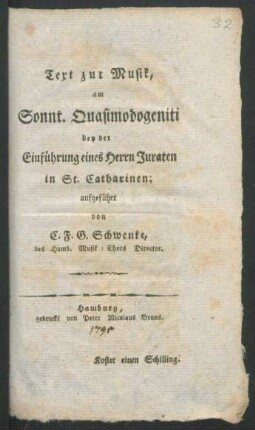 32
Text zur Musik,
am
Sonnt. Quasimodogeniti
bey der
Einführung eines Herrn Juraten
in St. Catharinen;
aufgeführt
von
C. F. G. Schwenke,
des Hamb. Musik-Chors Director.
Hamburg,
gedruckt von Peter Nicolaus Bruns.
Kostet einen Schilling.